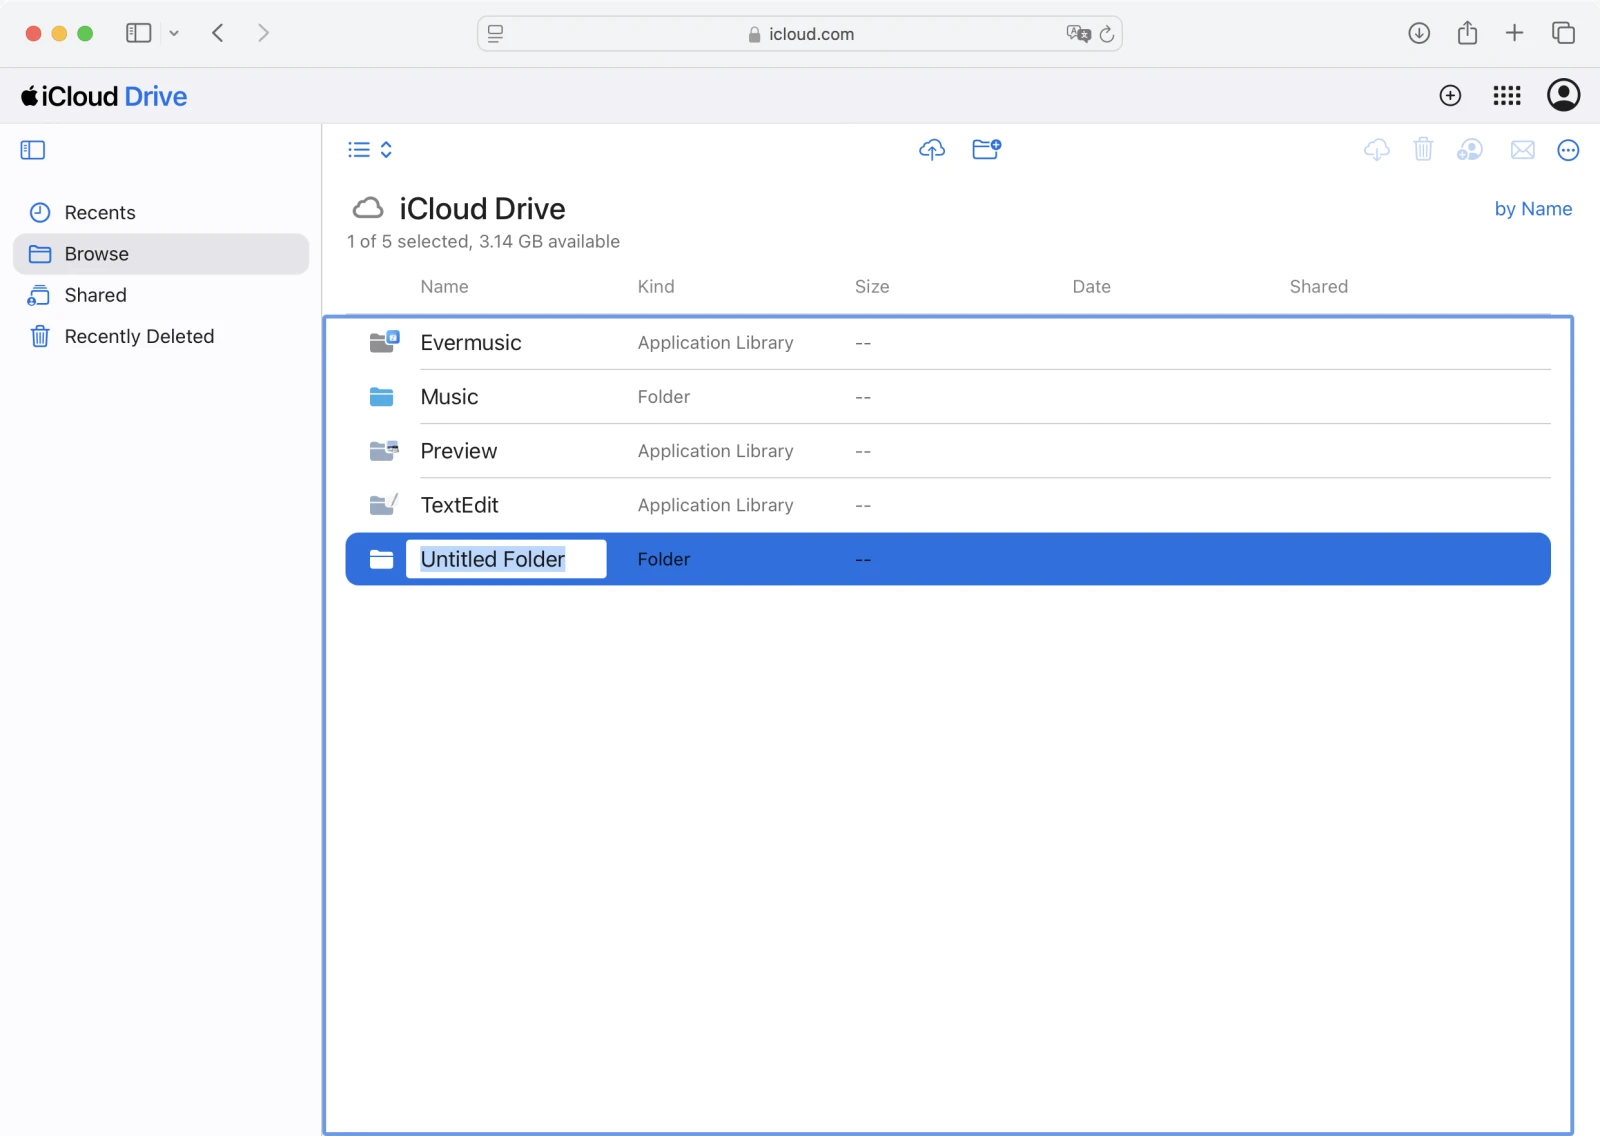 icloud.com
iCloud Drive
Recents
Browse
Shared
Recently Deleted
iCloud Drive
by Name
1 of 5 selected, 3.14 GB available
Name Kind Size Date Shared
Evermusic Application Library --
Music Folder --
Preview Application Library --
TextEdit Application Library --
Untitled Folder Folder --